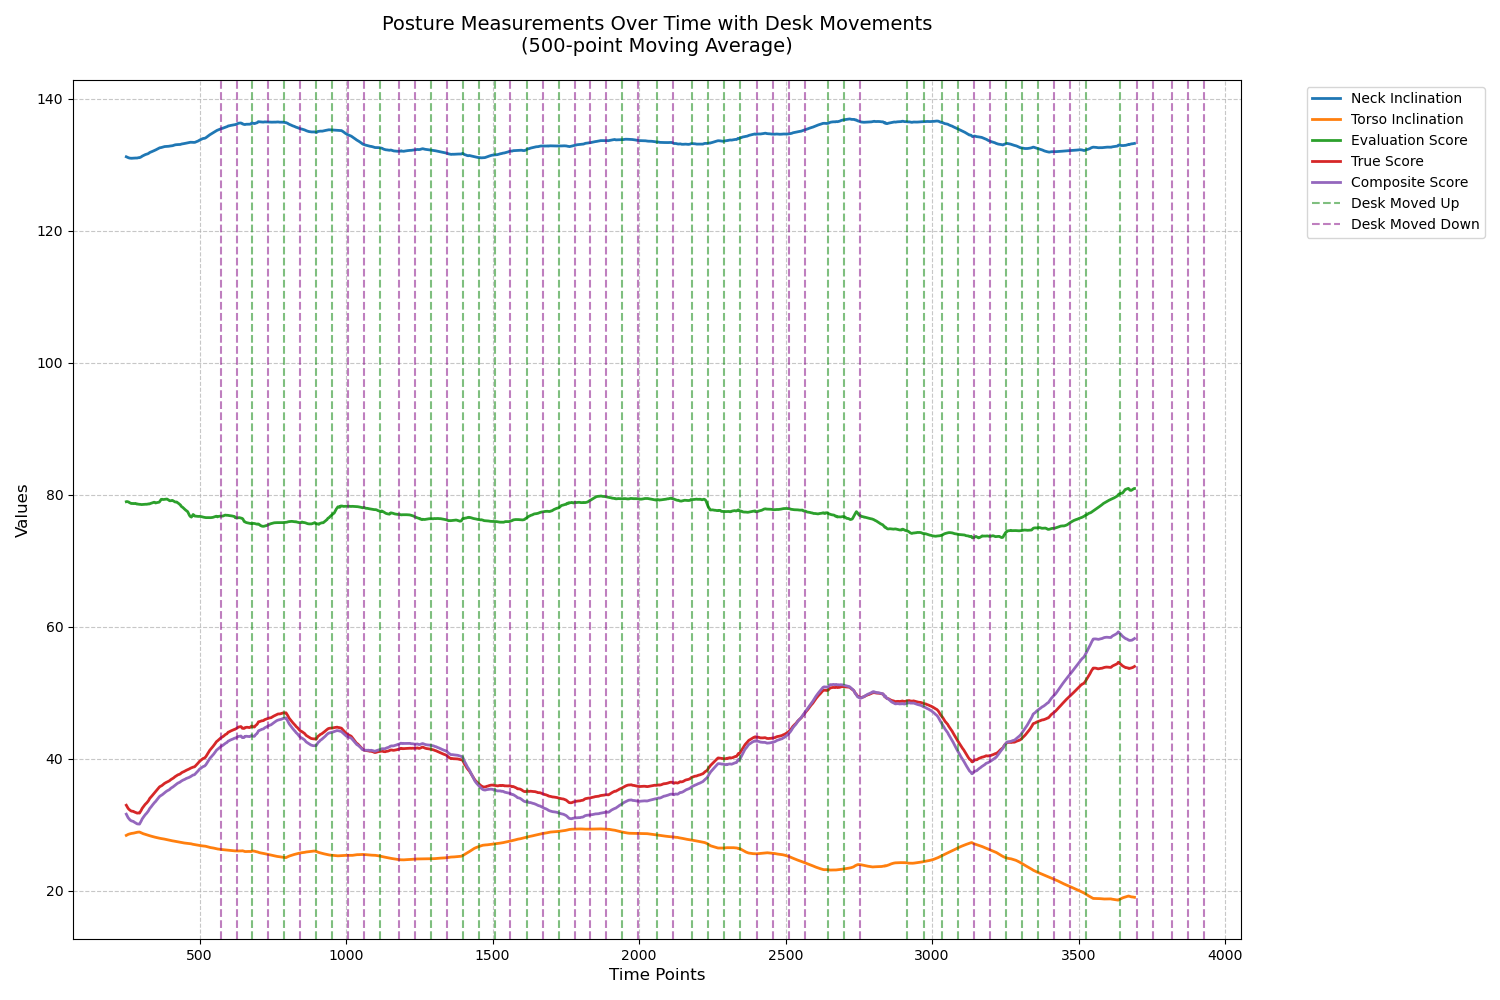 Posture Measurements Over Time with Desk Movements
(500-point Moving Average)
140
120
100
80
60
40
20
Values
500
1000
1500
2000
2500
3000
3500
4000
Time Points
Neck Inclination
Torso Inclination
Evaluation Score
True Score
Composite Score
Desk Moved Up
Desk Moved Down